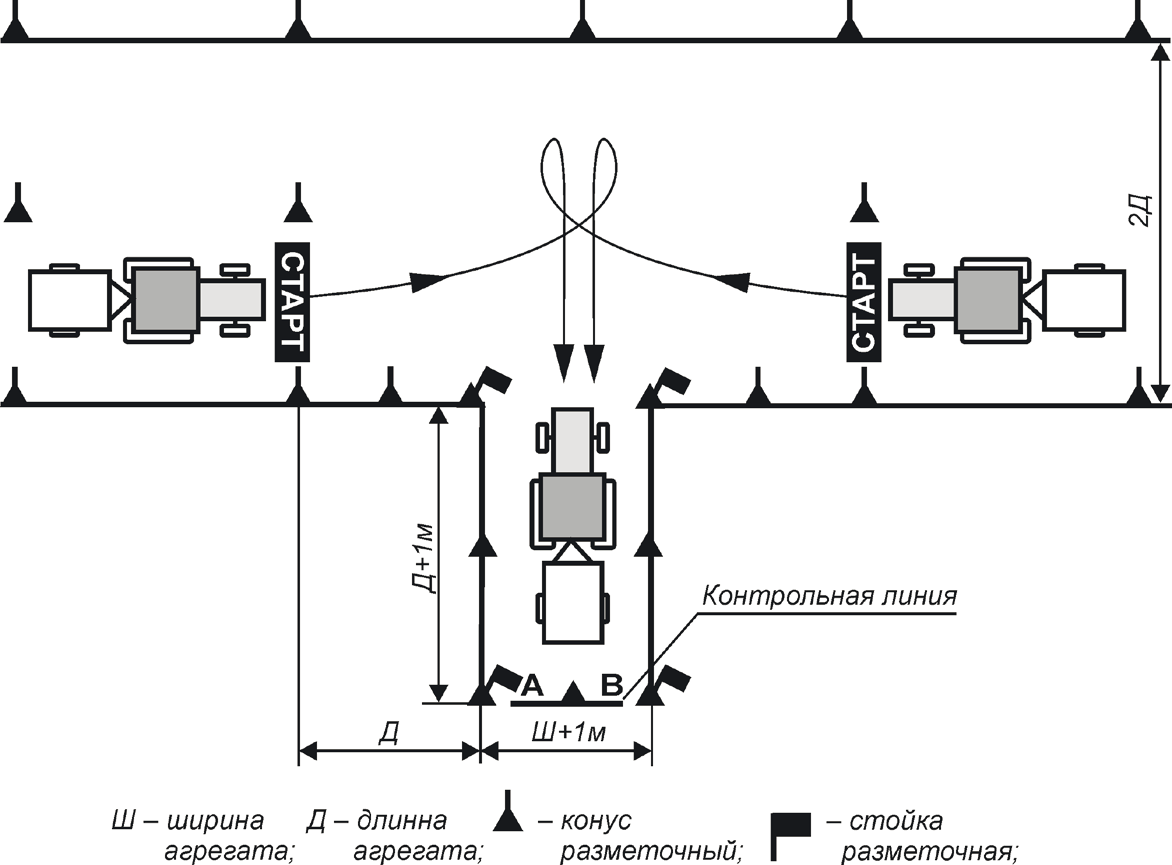 2Д
СТАРТ
СТАРТ
Д+1м
Контрольная линия
А
В
Д
Ш+1м
Ш – ширина агрегата;
Д – длинна агрегата;
– конус разметочный;
– стойка разметочная;